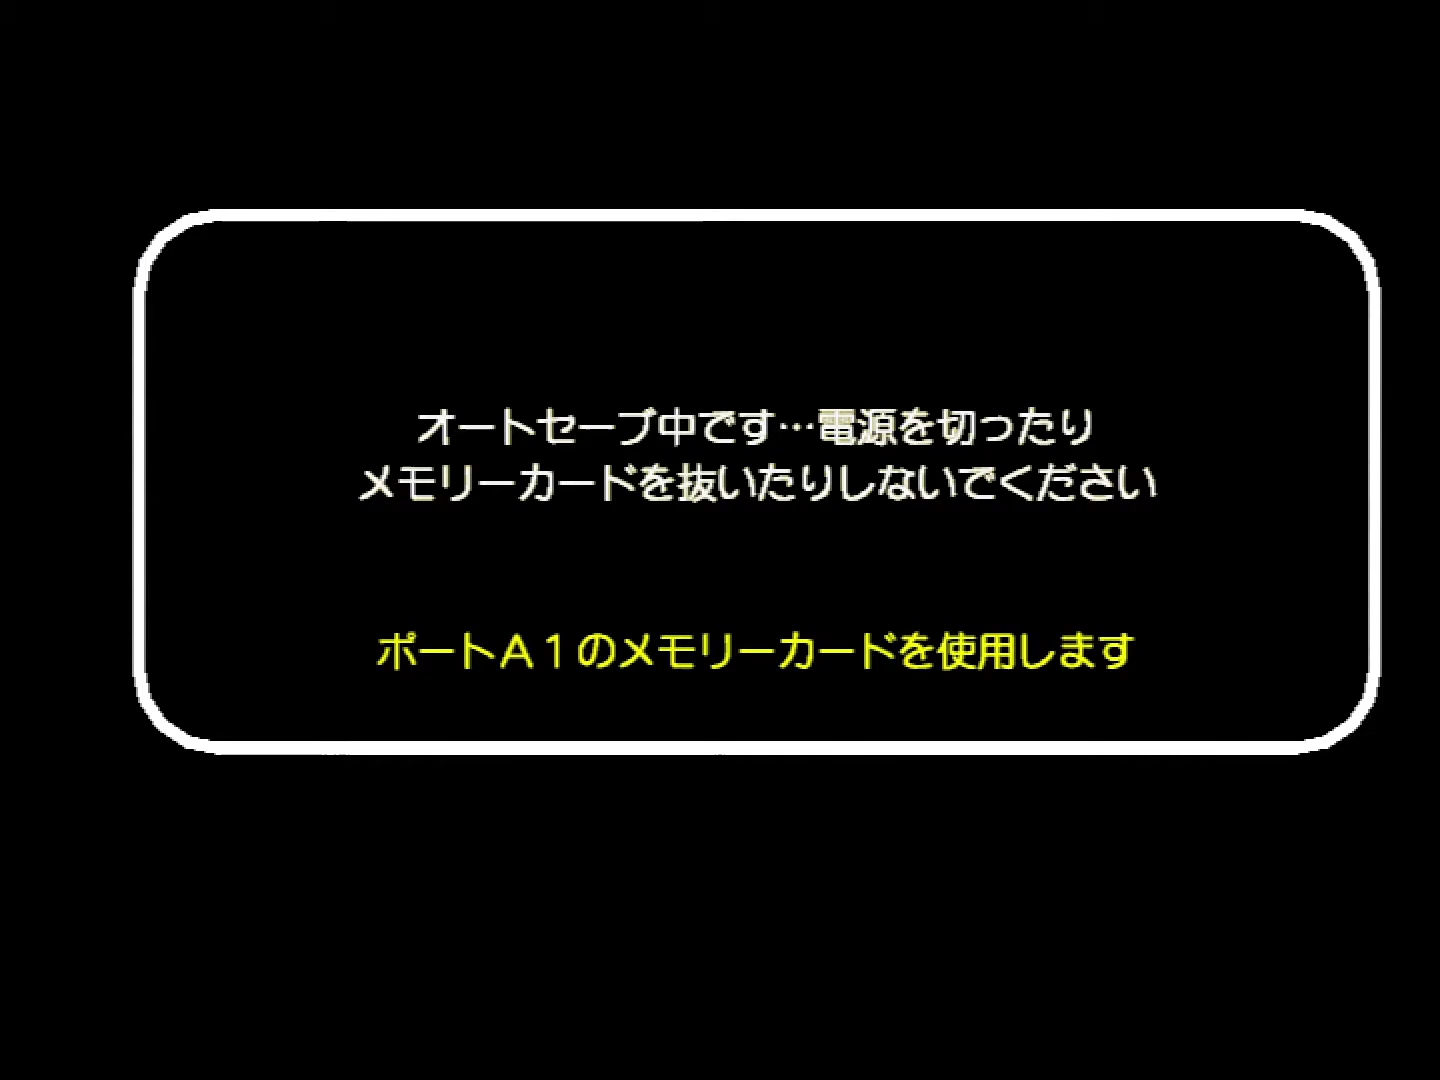 オートセーブ中です…電源を切ったり
メモリーカードを抜いたりしないでください
ポートＡ１のメモリーカードを使用します